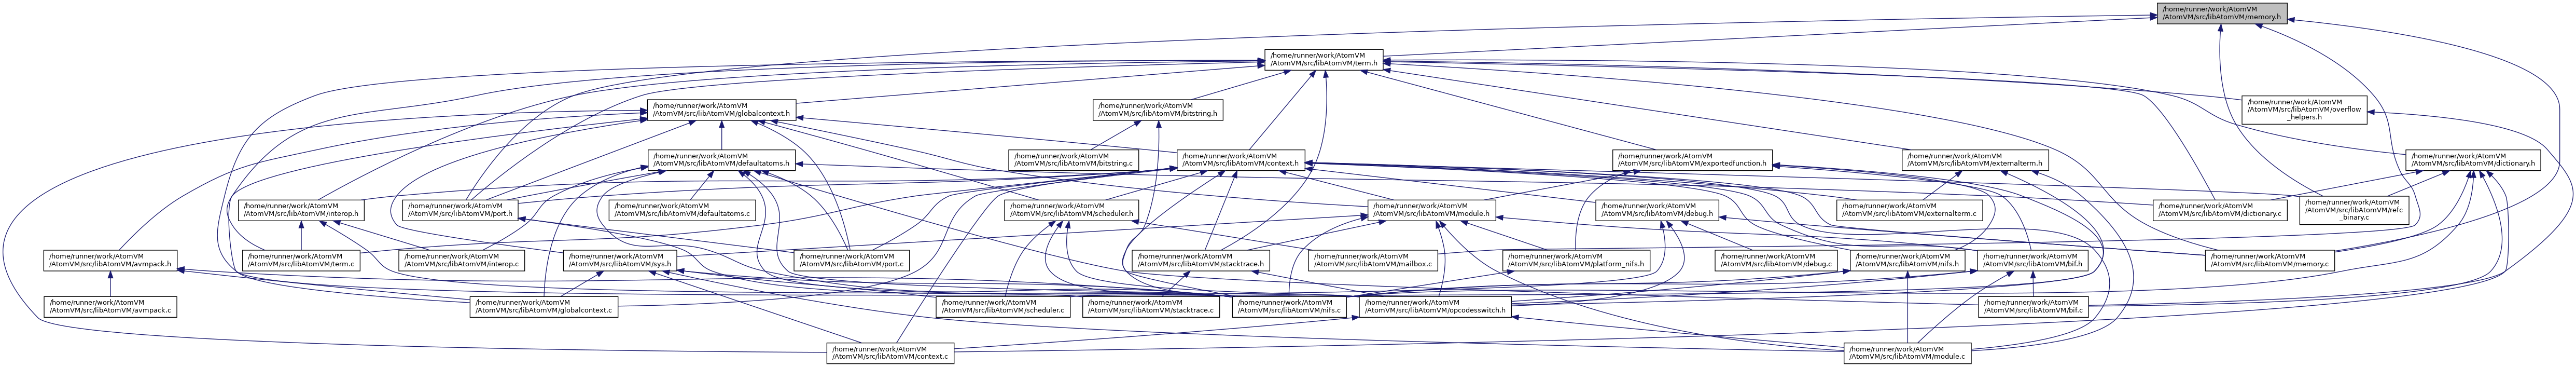 /home/runner/work/AtomVM
/AtomVM/src/libAtomVM/memory.h
/home/runner/work/AtomVM
/AtomVM/src/libAtomVM/term.h
/home/runner/work/AtomVM
/AtomVM/src/libAtomVM/globalcontext.h
/home/runner/work/AtomVM
/AtomVM/src/libAtomVM/bitstring.h
/home/runner/work/AtomVM
/AtomVM/src/libAtomVM/overflow
_helpers.h
/home/runner/work/AtomVM
/AtomVM/src/libAtomVM/defaultatoms.h
/home/runner/work/AtomVM
/AtomVM/src/libAtomVM/bitstring.c
/home/runner/work/AtomVM
/AtomVM/src/libAtomVM/context.h
/home/runner/work/AtomVM
/AtomVM/src/libAtomVM/exportedfunction.h
/home/runner/work/AtomVM
/AtomVM/src/libAtomVM/externalterm.h
/home/runner/work/AtomVM
/AtomVM/src/libAtomVM/dictionary.h
/home/runner/work/AtomVM
/AtomVM/src/libAtomVM/interop.h
/home/runner/work/AtomVM
/AtomVM/src/libAtomVM/port.h
/home/runner/work/AtomVM
/AtomVM/src/libAtomVM/defaultatoms.c
/home/runner/work/AtomVM
/AtomVM/src/libAtomVM/scheduler.h
/home/runner/work/AtomVM
/AtomVM/src/libAtomVM/module.h
/home/runner/work/AtomVM
/AtomVM/src/libAtomVM/debug.h
/home/runner/work/AtomVM
/AtomVM/src/libAtomVM/externalterm.c
/home/runner/work/AtomVM
/AtomVM/src/libAtomVM/dictionary.c
/home/runner/work/AtomVM
/AtomVM/src/libAtomVM/refc
_binary.c
/home/runner/work/AtomVM
/AtomVM/src/libAtomVM/avmpack.h
/home/runner/work/AtomVM
/AtomVM/src/libAtomVM/term.c
/home/runner/work/AtomVM
/AtomVM/src/libAtomVM/interop.c
/home/runner/work/AtomVM
/AtomVM/src/libAtomVM/sys.h
/home/runner/work/AtomVM
/AtomVM/src/libAtomVM/port.c
/home/runner/work/AtomVM
/AtomVM/src/libAtomVM/stacktrace.h
/home/runner/work/AtomVM
/AtomVM/src/libAtomVM/mailbox.c
/home/runner/work/AtomVM
/AtomVM/src/libAtomVM/platform_nifs.h
/home/runner/work/AtomVM
/AtomVM/src/libAtomVM/debug.c
/home/runner/work/AtomVM
/AtomVM/src/libAtomVM/nifs.h
/home/runner/work/AtomVM
/AtomVM/src/libAtomVM/bif.h
/home/runner/work/AtomVM
/AtomVM/src/libAtomVM/memory.c
/home/runner/work/AtomVM
/AtomVM/src/libAtomVM/avmpack.c
/home/runner/work/AtomVM
/AtomVM/src/libAtomVM/globalcontext.c
/home/runner/work/AtomVM
/AtomVM/src/libAtomVM/scheduler.c
/home/runner/work/AtomVM
/AtomVM/src/libAtomVM/stacktrace.c
/home/runner/work/AtomVM
/AtomVM/src/libAtomVM/nifs.c
/home/runner/work/AtomVM
/AtomVM/src/libAtomVM/opcodesswitch.h
/home/runner/work/AtomVM
/AtomVM/src/libAtomVM/bif.c
/home/runner/work/AtomVM
/AtomVM/src/libAtomVM/context.c
/home/runner/work/AtomVM
/AtomVM/src/libAtomVM/module.c